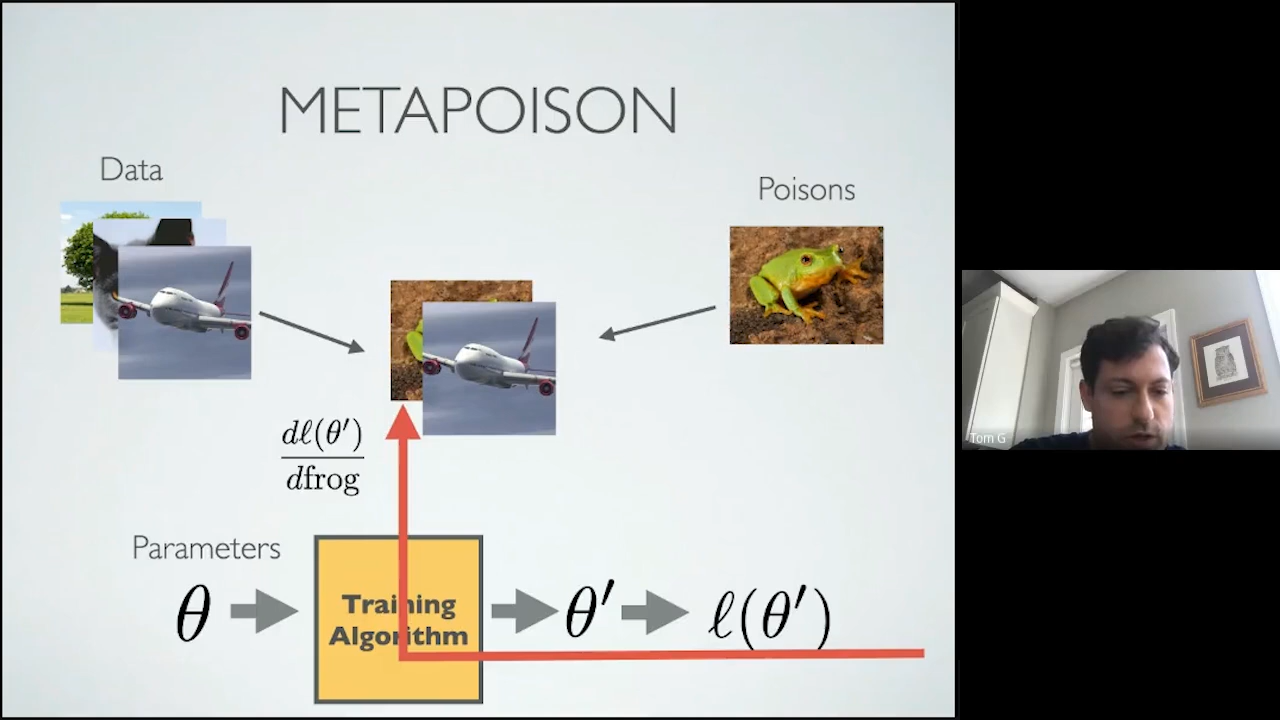 METAPOISON
Data
Poisons
dℓ(θ′)
dfrog
Parameters
θ
Training
Algorithm
θ′
ℓ(θ′)
Tom G